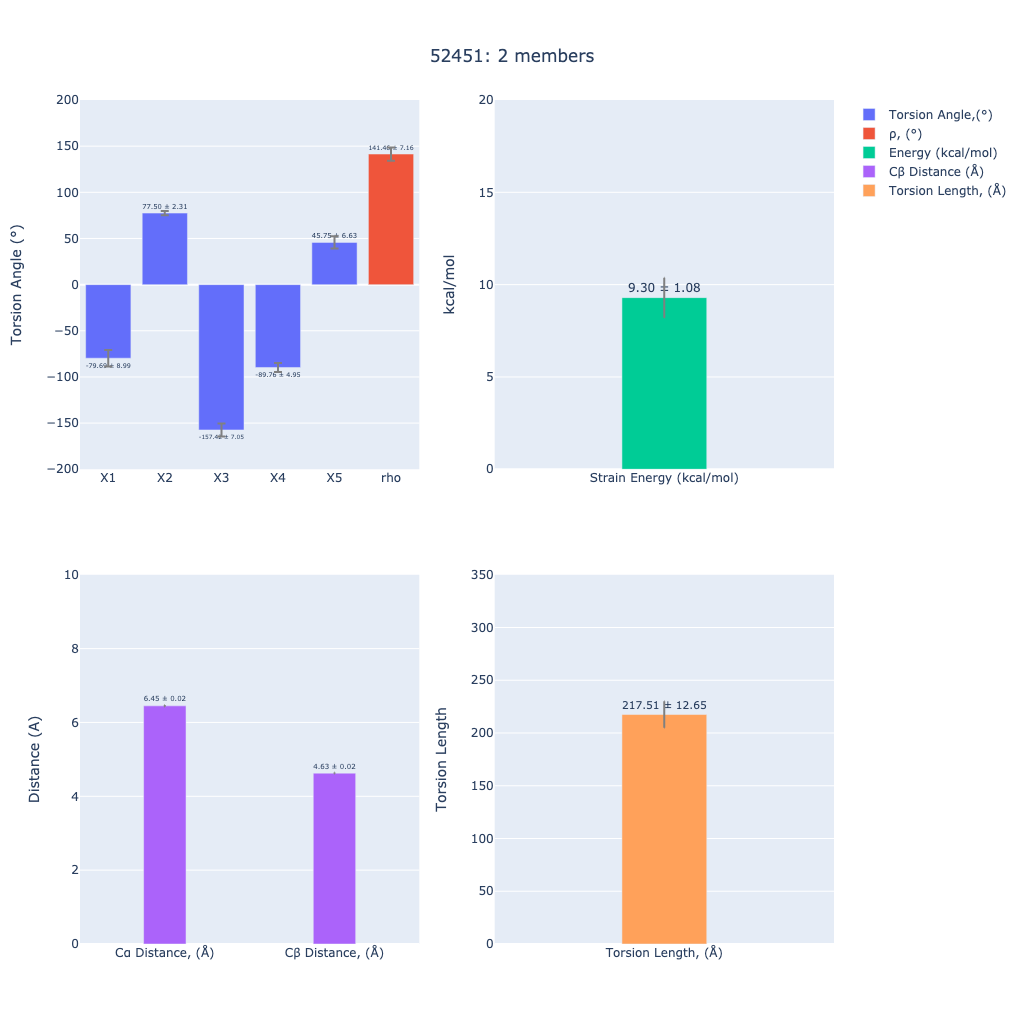 52451: 2 members
Torsion Angle (°)
200
150
100
50
0
−50
−100
−150
−200
77.50 ± 2.31
45.75 ± 6.63
± 7.16
± 8.99
-89.76 ± 4.95
± 7.05
X1
X2
X3
X4
X5
rho
kcal/mol
20
15
10
5
0
9.30 ± 1.08
Strain Energy (kcal/mol)
Torsion Angle,(°)
ρ, (°)
Energy (kcal/mol)
Cβ Distance (Å)
Torsion Length, (Å)
Distance (A)
10
8
6
4
2
0
6.45 ± 0.02
4.63 ± 0.02
Cα Distance, (Å)
Cβ Distance, (Å)
Torsion Length
350
300
250
200
150
100
50
0
217.51 ± 12.65
Torsion Length, (Å)